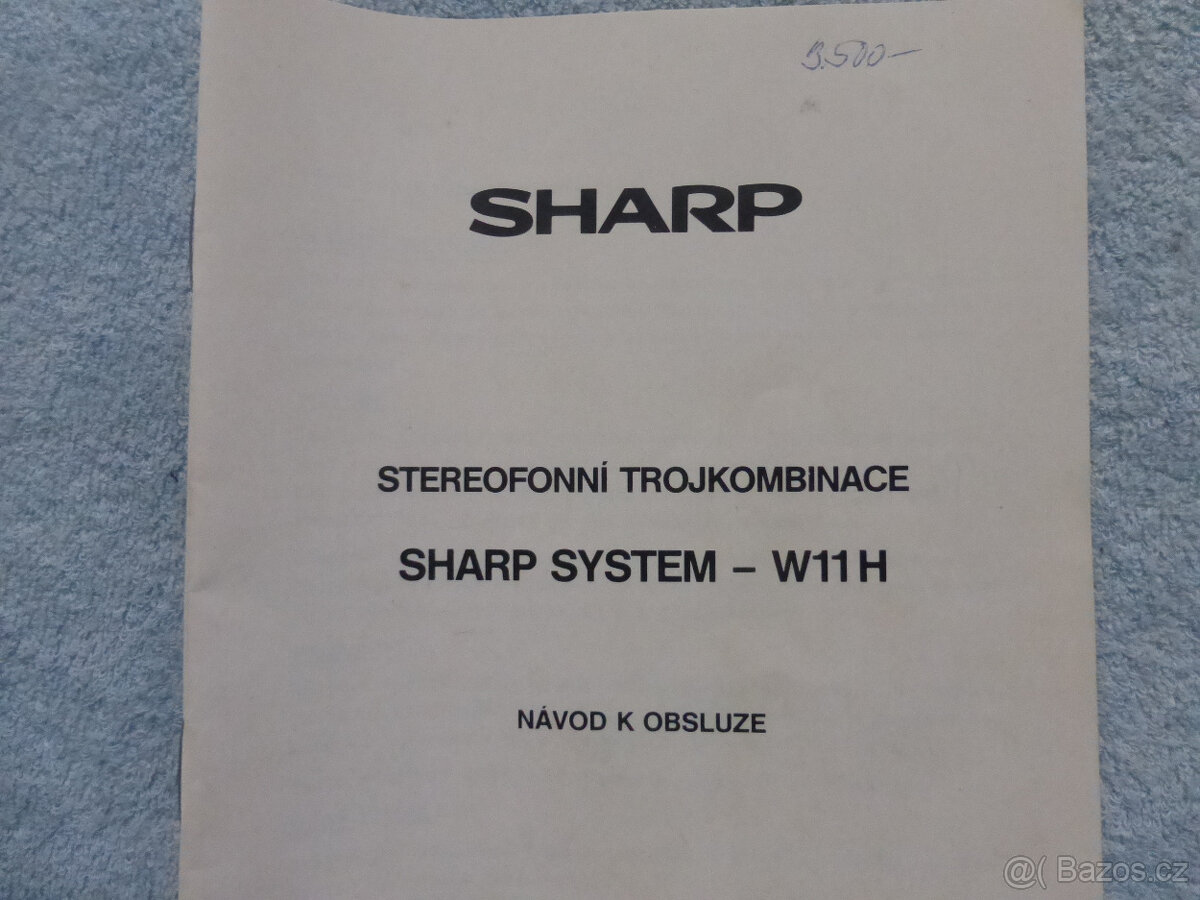 3.500-
SHARP
STEREOFONNÍ TROJKOMBINACE
SHARP SYSTEM – W11H
NÁVOD K OBSLUZE
@( Bazos.cz